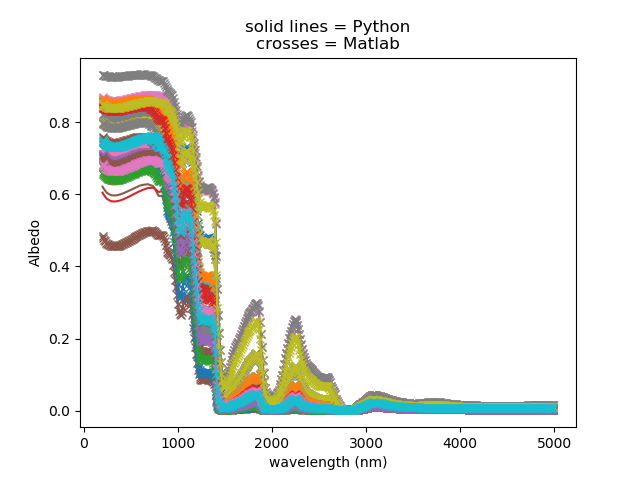 solid lines = Python
crosses = Matlab
Albedo
0.8
0.6
0.4
0.2
0.0
0
1000
2000
3000
4000
5000
wavelength (nm)